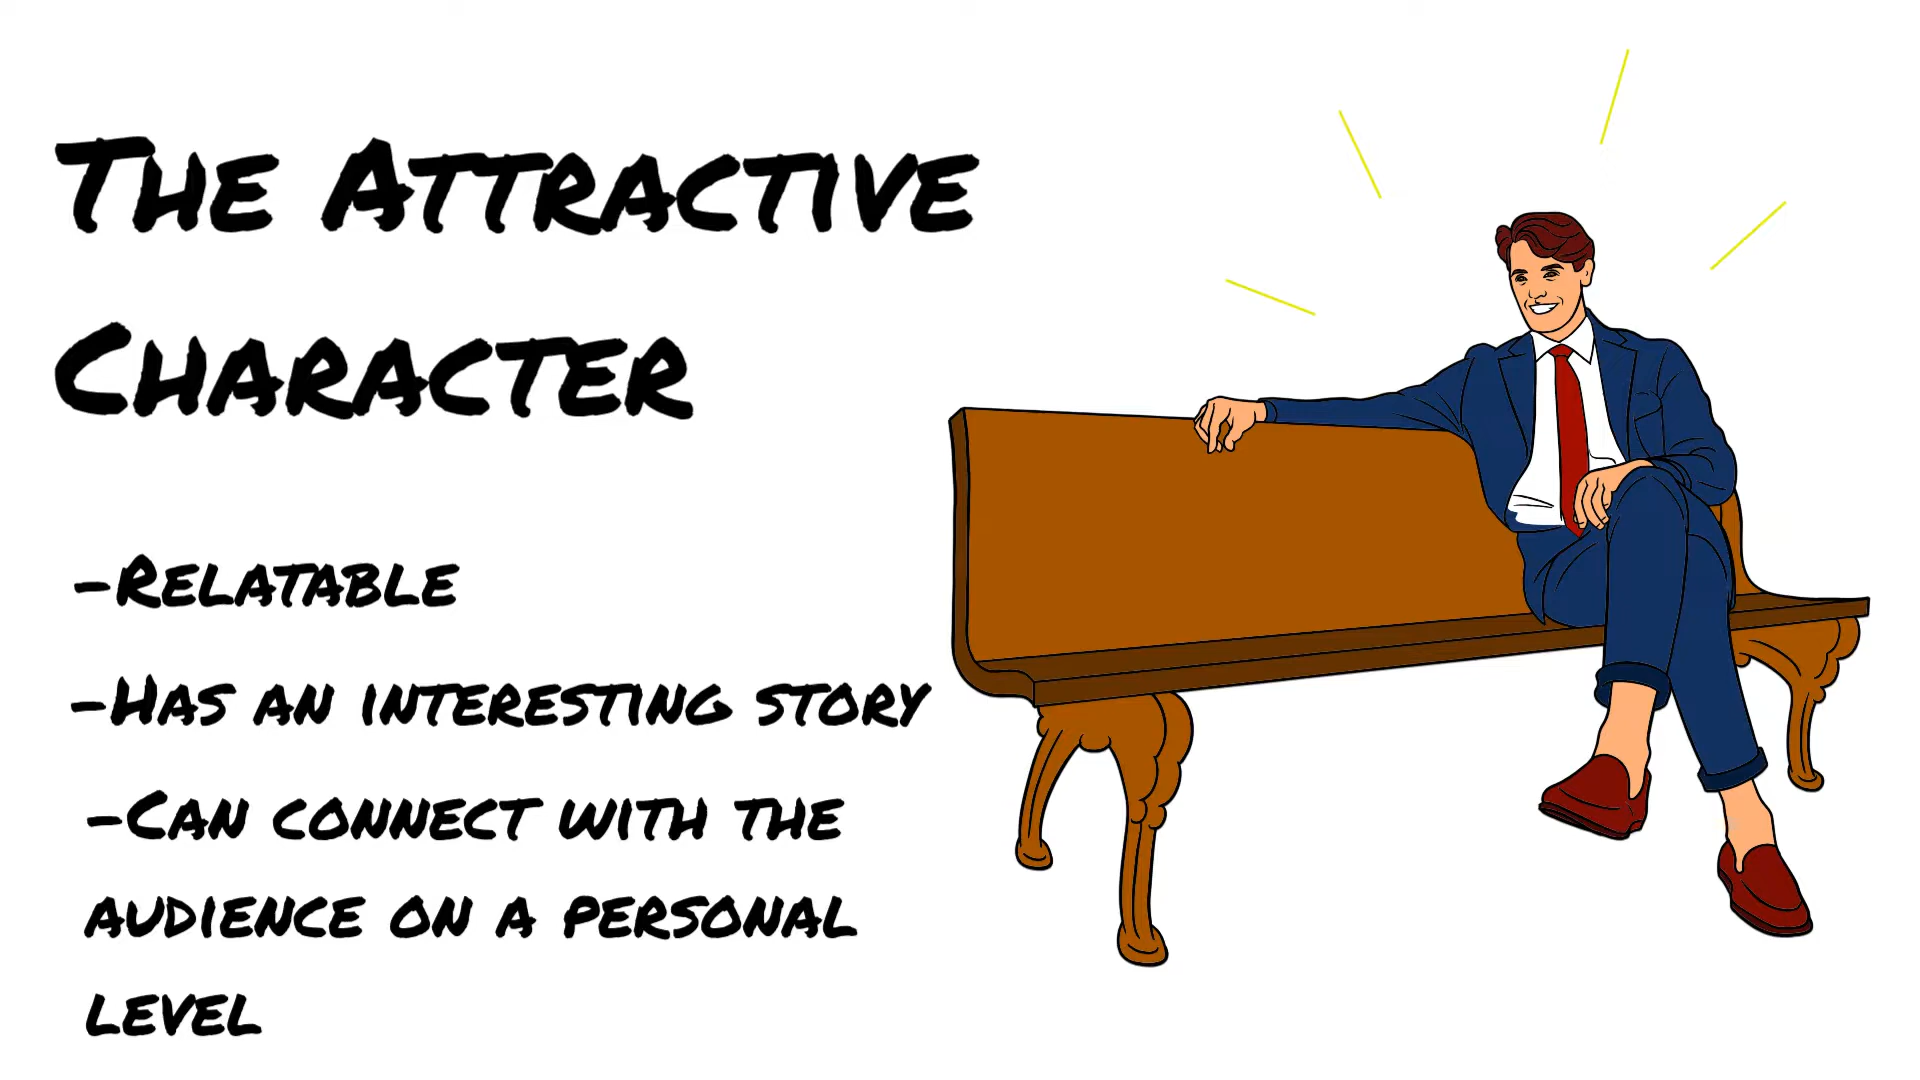 The Attractive
Character
-Relatable
-Has an interesting story
-Can connect with the
audience on a personal
level